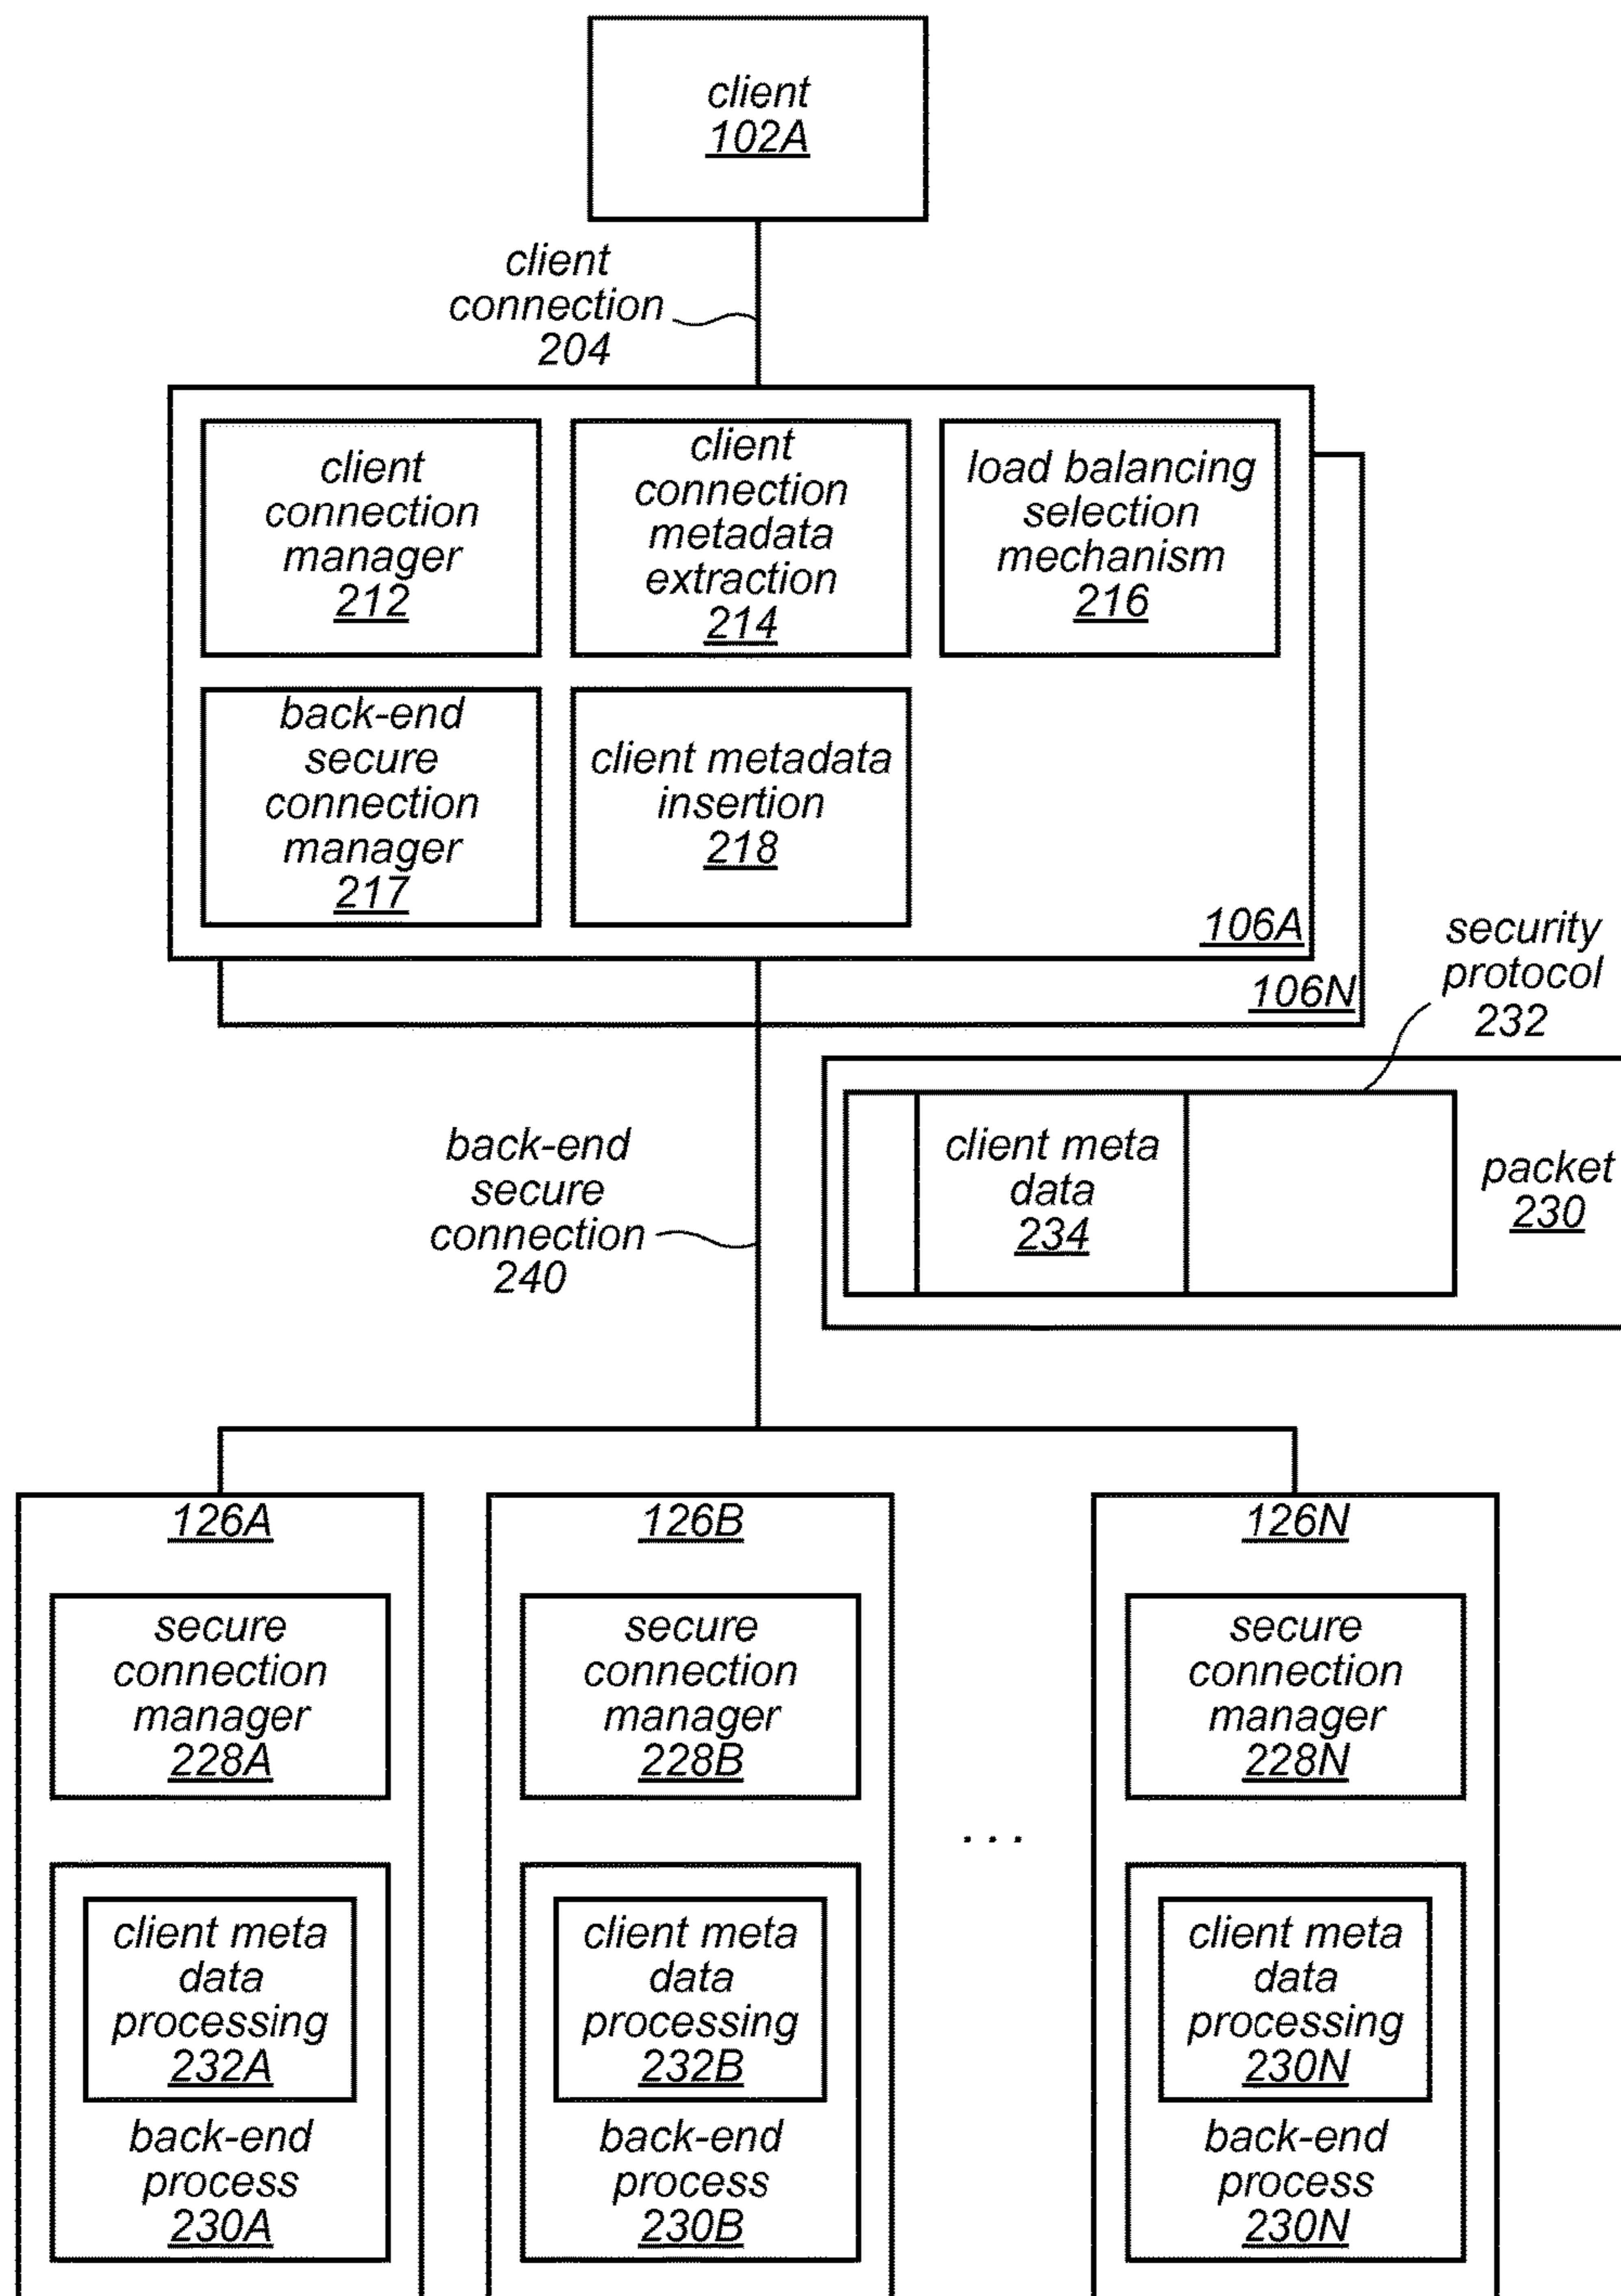 client
102A
client
connection
204
client
connection
manager
212
client
connection
metadata
extraction
214
load balancing
selection
mechanism
216
back-end
secure
connection
manager
217
client metadata
insertion
218
106A
106N
security
protocol
232
client meta
data
234
packet
230
back-end
secure
connection
240
126A
secure
connection
manager
228A
client meta
data
processing
232A
back-end
process
230A
126B
secure
connection
manager
228B
client meta
data
processing
232B
back-end
process
230B
. . .
126N
secure
connection
manager
228N
client meta
data
processing
230N
back-end
process
230N